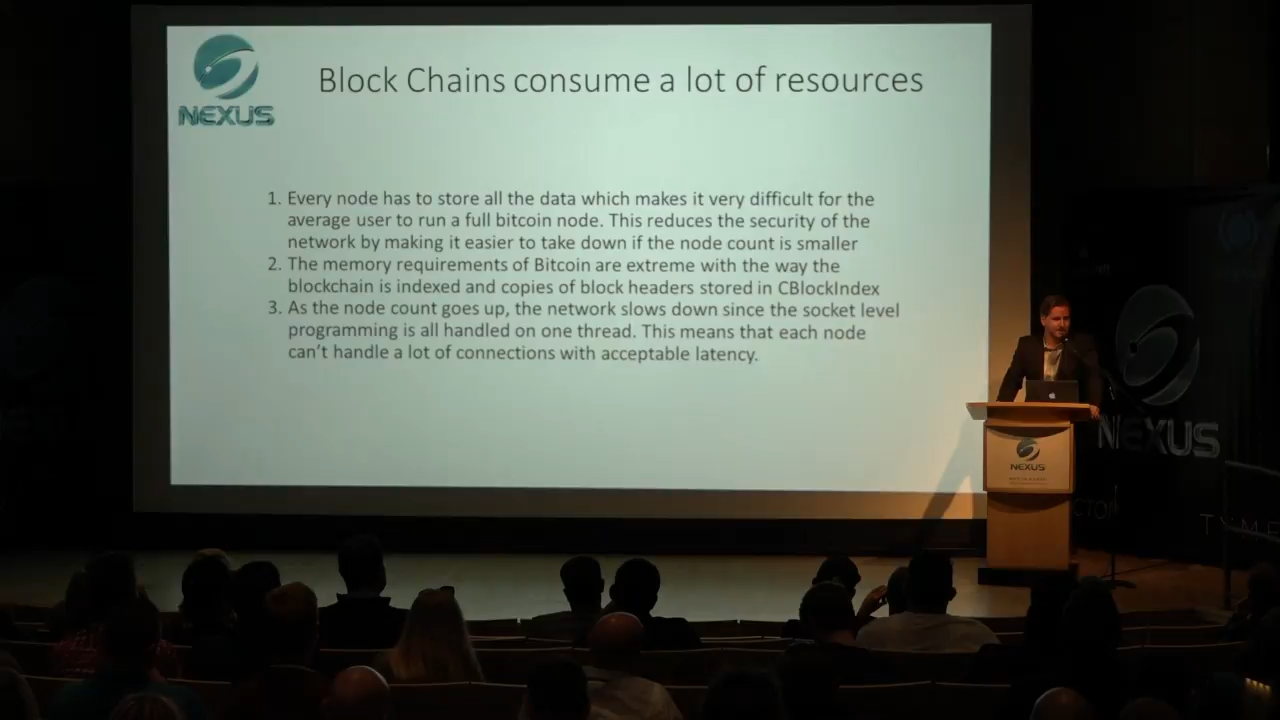 NEXUS
Block Chains consume a lot of resources
1. Every node has to store all the data which makes it very difficult for the
average user to run a full bitcoin node. This reduces the security of the
network by making it easier to take down if the node count is smaller
2. The memory requirements of Bitcoin are extreme with the way the
blockchain is indexed and copies of block headers stored in CBlockIndex
3. As the node count goes up, the network slows down since the socket level
programming is all handled on one thread. This means that each node
can't handle a lot of connections with acceptable latency.
NEXUS
NEXUS